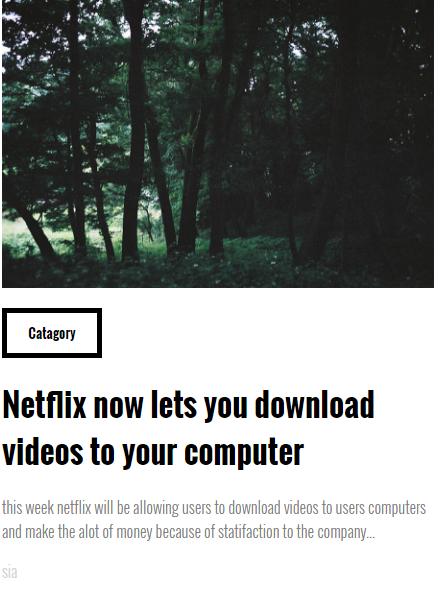 Catagory
Netflix now lets you download
videos to your computer
this week netflix will be allowing users to download videos to users computers
and make the alot of money because of statifaction to the company...
sia